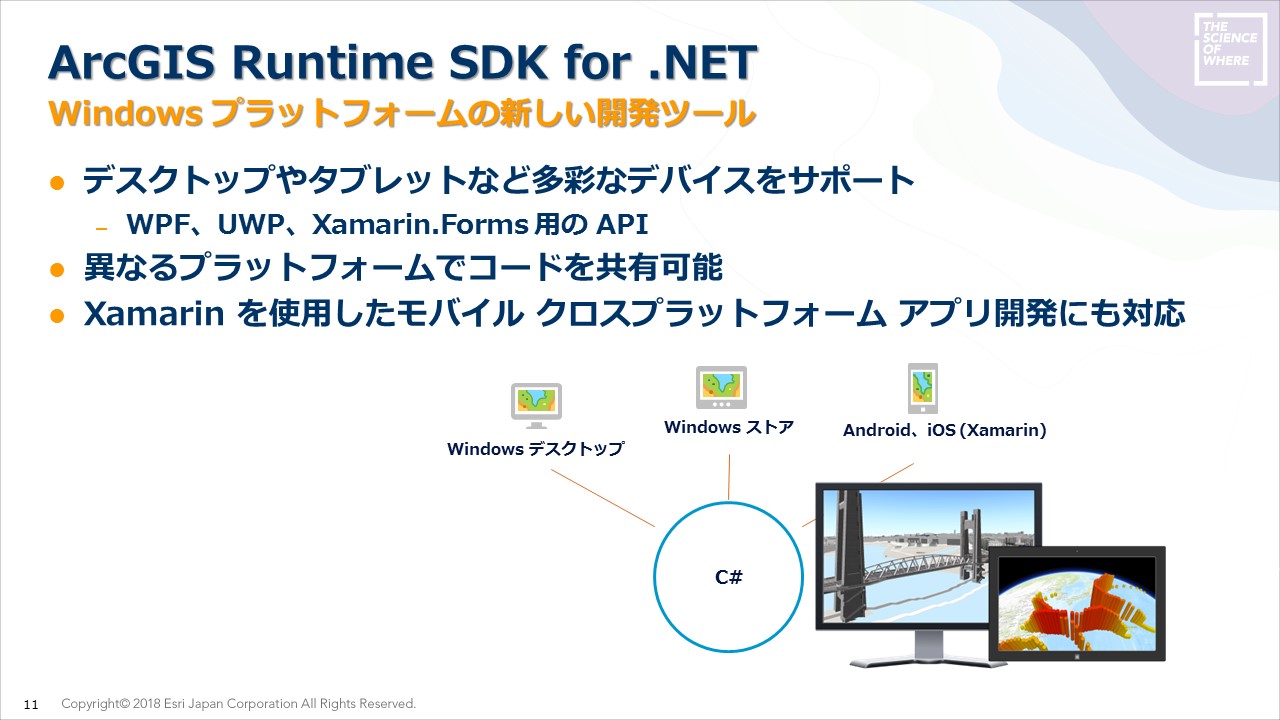 THE
SCIENCE
OF
WHERE
ArcGIS Runtime SDK for .NET
Windows プラットフォームの新しい開発ツール
● デスクトップやタブレットなど多彩なデバイスをサポート
– WPF、UWP、Xamarin.Forms 用の API
● 異なるプラットフォームでコードを共有可能
● Xamarin を使用したモバイル クロスプラットフォーム アプリ開発にも対応
Windows デスクトップ
Windows ストア
Android、iOS (Xamarin)
C#
11
Copyright© 2018 Esri Japan Corporation All Rights Reserved.